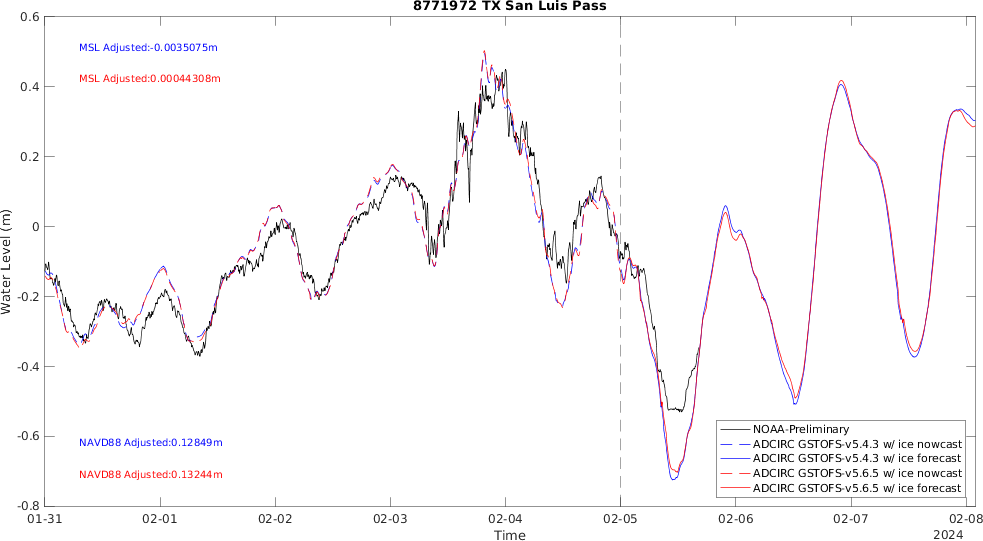 8771972 TX San Luis Pass
0.6
MSL Adjusted:-0.0035075m
MSL Adjusted:0.00044308m
0.4
0.2
0
-0.2
-0.4
-0.6
-0.8
Water Level (m)
NAVD88 Adjusted:0.12849m
NAVD88 Adjusted:0.13244m
NOAA-Preliminary
ADCIRC GSTOFS-v5.4.3 w/ ice nowcast
ADCIRC GSTOFS-v5.4.3 w/ ice forecast
ADCIRC GSTOFS-v5.6.5 w/ ice nowcast
ADCIRC GSTOFS-v5.6.5 w/ ice forecast
01-31 02-01 02-02 02-03 02-04 02-05 02-06 02-07 02-08
Time
2024